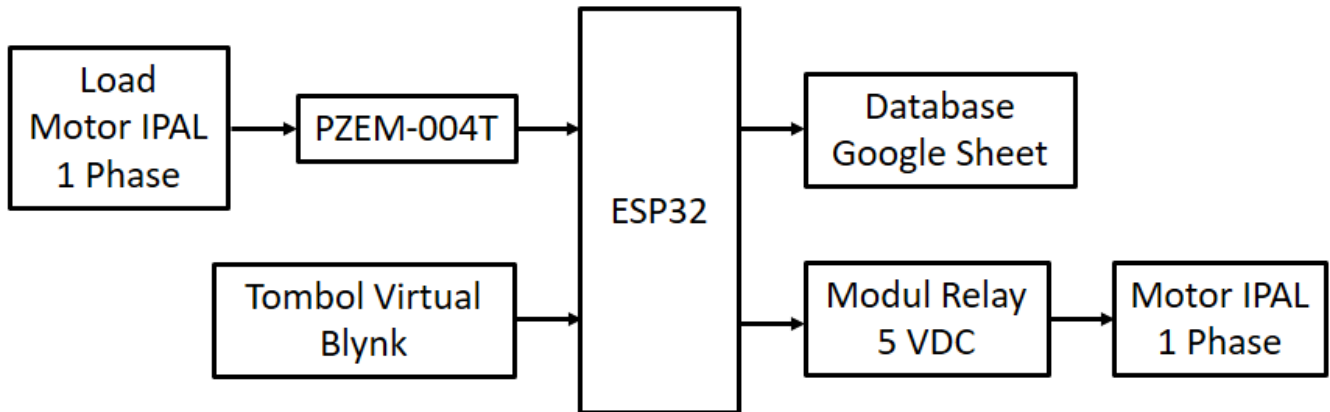 Load
Motor IPAL
1 Phase
PZEM-004T
Tombol Virtual
Blynk
ESP32
Database
Google Sheet
Modul Relay
5 VDC
Motor IPAL
1 Phase